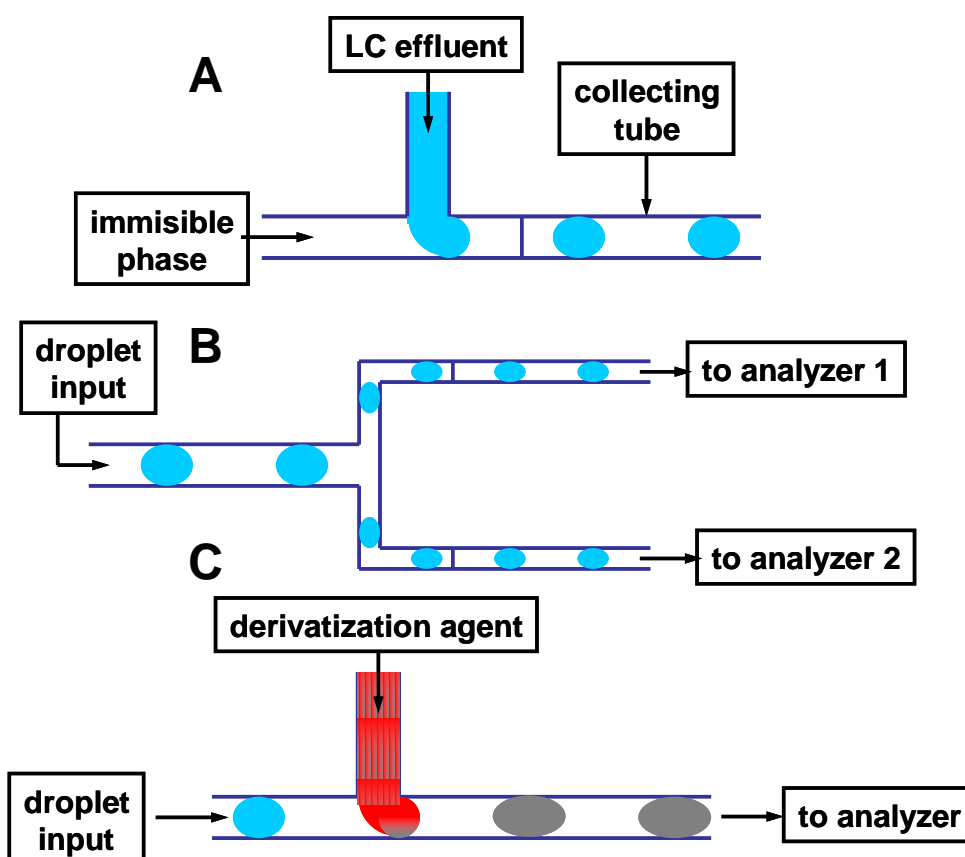 A
LC effluent
collecting
tube
immisible
phase
B
droplet
input
to analyzer 1
to analyzer 2
C
derivatization agent
droplet
input
to analyzer